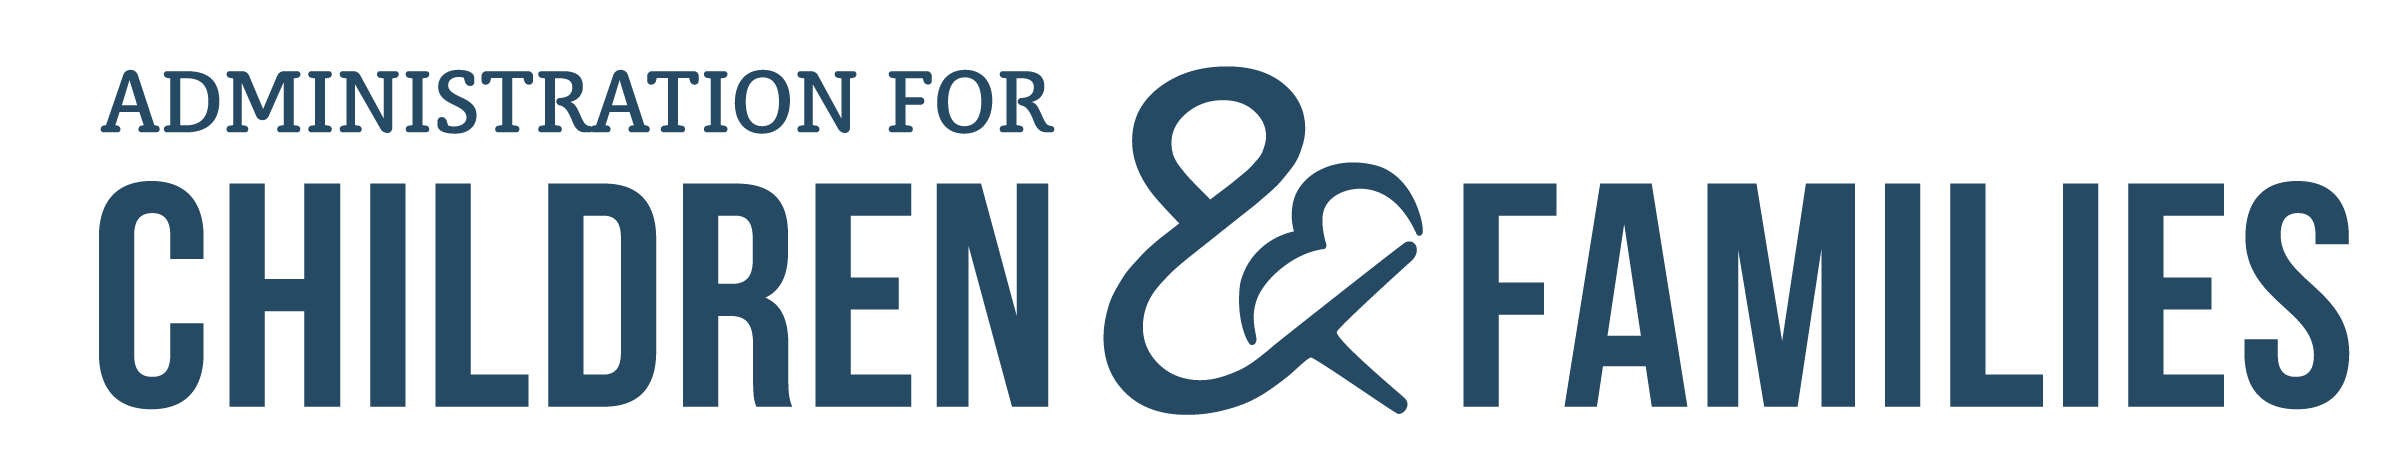 ADMINISTRATION FOR
CHILDREN & FAMILIES